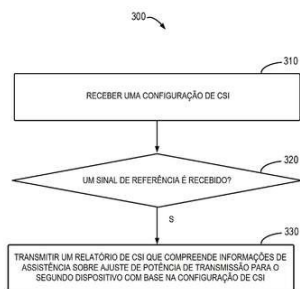 300
310
RECEBER UMA CONFIGURAÇÃO DE CSI
320
UM SINAL DE REFERÊNCIA É RECEBIDO?
S
330
TRANSMITIR UM RELATÓRIO DE CSI QUE COMPREENDE INFORMAÇÕES DE
ASSISTÊNCIA SOBRE AJUSTE DE POTÊNCIA DE TRANSMISSÃO PARA O
SEGUNDO DISPOSITIVO COM BASE NA CONFIGURAÇÃO DE CSI